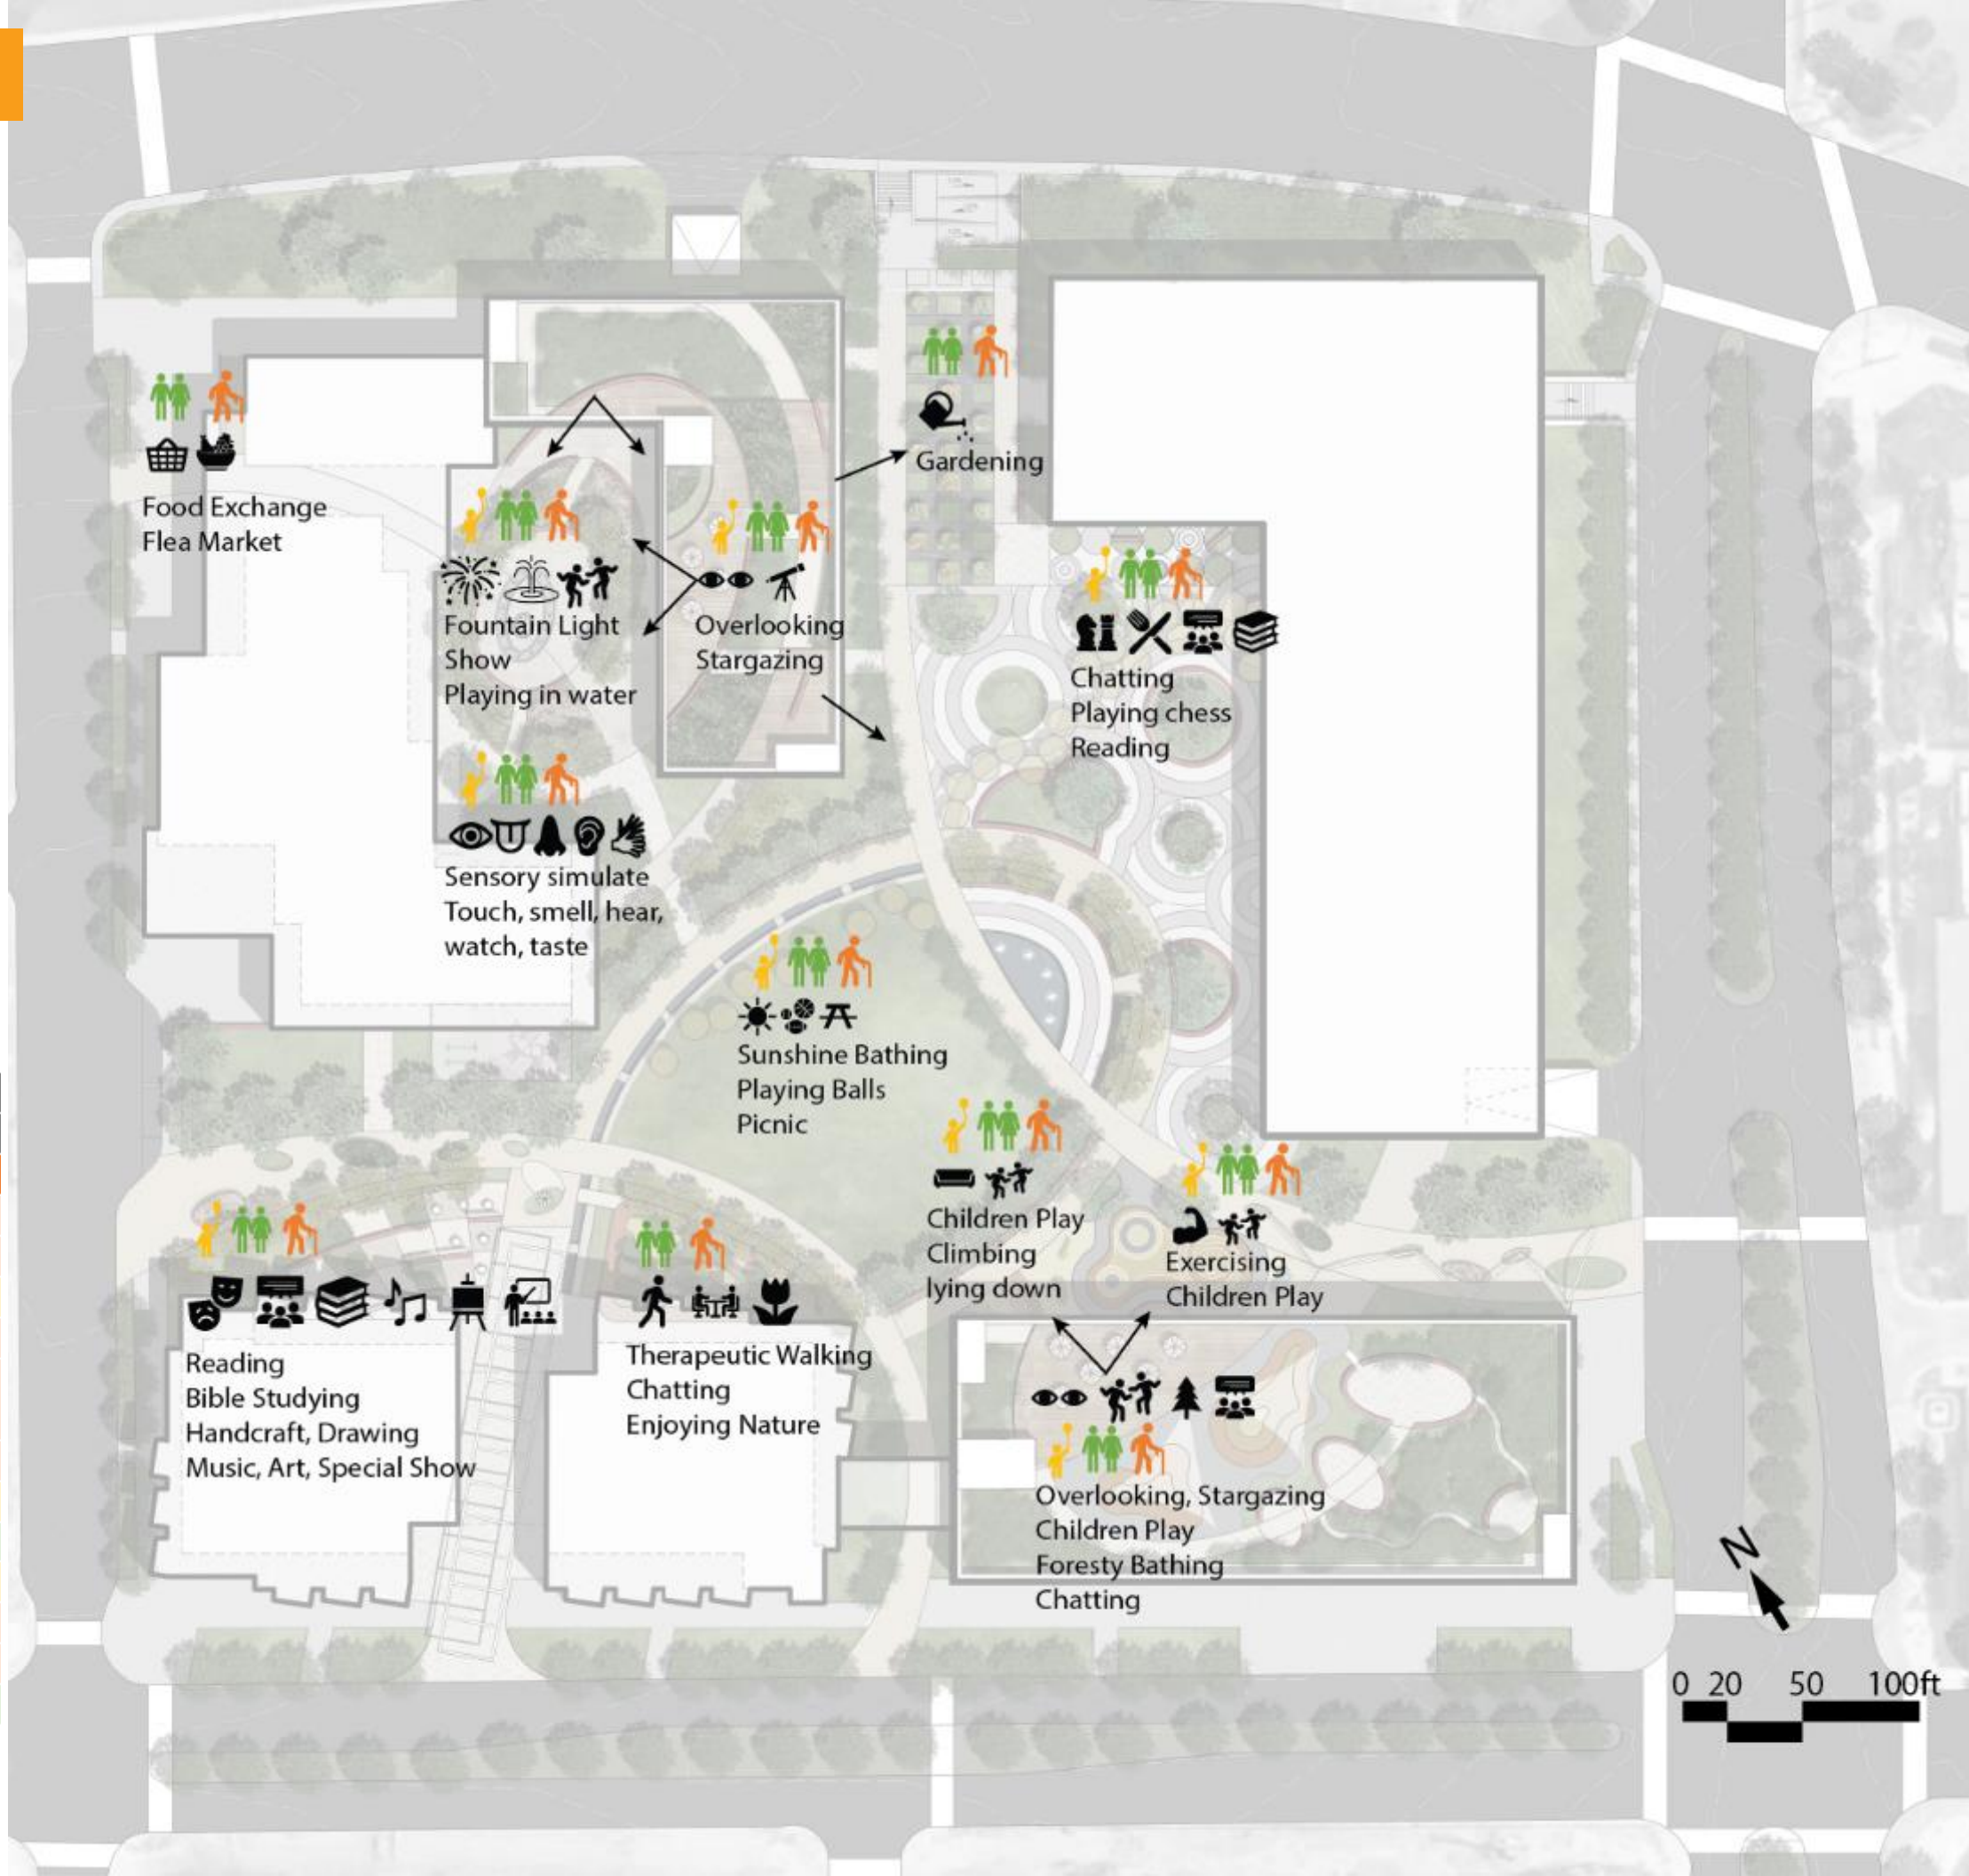 Gardening
Food Exchange
Flea Market
Fountain Light
Show
Playing in water
Overlooking
Stargazing
Chatting
Playing chess
Reading
Sensory simulate
Touch, smell, hear,
watch, taste
Sunshine Bathing
Playing Balls
Picnic
Children Play
Climbing
lying down
Exercising
Children Play
Reading
Bible Studying
Handcraft, Drawing
Music, Art, Special Show
Therapeutic Walking
Chatting
Enjoying Nature
Overlooking, Stargazing
Children Play
Foresty Bathing
Chatting
N
0 20 50 100ft